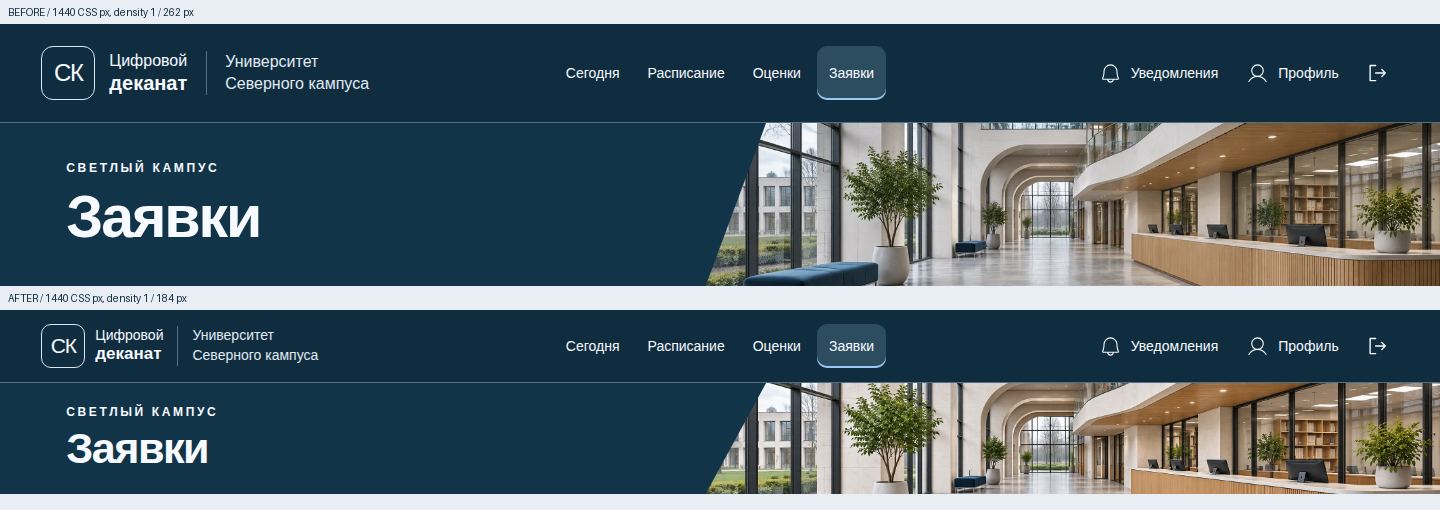 BEFORE / 1440 CSS px, density 1 / 262 px
СК
Цифровой
деканат
Университет
Северного кампуса
Сегодня
Расписание
Оценки
Заявки
Уведомления
Профиль
СВЕТЛЫЙ КАМПУС
Заявки
AFTER / 1440 CSS px, density 1 / 184 px
СК
Цифровой
деканат
Университет
Северного кампуса
Сегодня
Расписание
Оценки
Заявки
Уведомления
Профиль
СВЕТЛЫЙ КАМПУС
Заявки